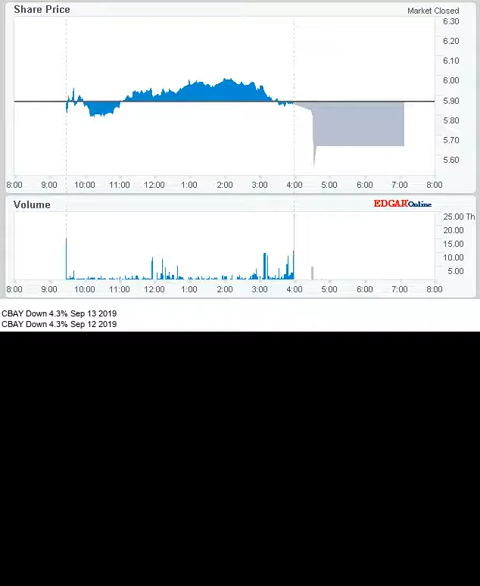 Share Price
Market Closed
6.30
6.20
6.10
6.00
5.90
5.80
5.70
5.60
8:00 9:00 10:00 11:00 12:00 1:00 2:00 3:00 4:00 5:00 6:00 7:00 8:00
Volume
EDGAR Online
25.00 Th
20.00
15.00
10.00
5.00
8:00 9:00 10:00 11:00 12:00 1:00 2:00 3:00 4:00 5:00 6:00 7:00 8:00
CBAY Down 4.3% Sep 13 2019
CBAY Down 4.3% Sep 12 2019